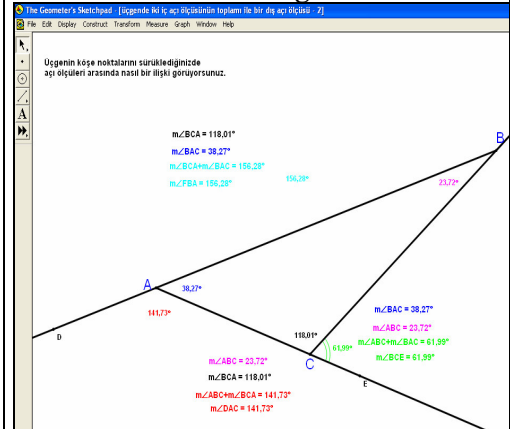 The Geometer's Sketchpad - [üçgende iki iç açı ölçüsünün toplamı ile bir dış açı ölçüsü - 2]
File Edit Display Construct Transform Measure Graph Window Help
A
Üçgenin köşe noktalarını sürüklediğinizde
açı ölçüleri arasında nasıl bir ilişki görüyorsunuz.
m∠BCA = 118,01°
m∠BAC = 38,27°
m∠BCA+m∠BAC = 156,28°
m∠FBA = 156,28°
156,28°
B
23,72°
A
38,27°
141,73°
D
118,01°
61,99°
C
E
m∠BAC = 38,27°
m∠ABC = 23,72°
m∠ABC+m∠BAC = 61,99°
m∠BCE = 61,99°
m∠ABC = 23,72°
m∠BCA = 118,01°
m∠ABC+m∠BCA = 141,73°
m∠DAC = 141,73°